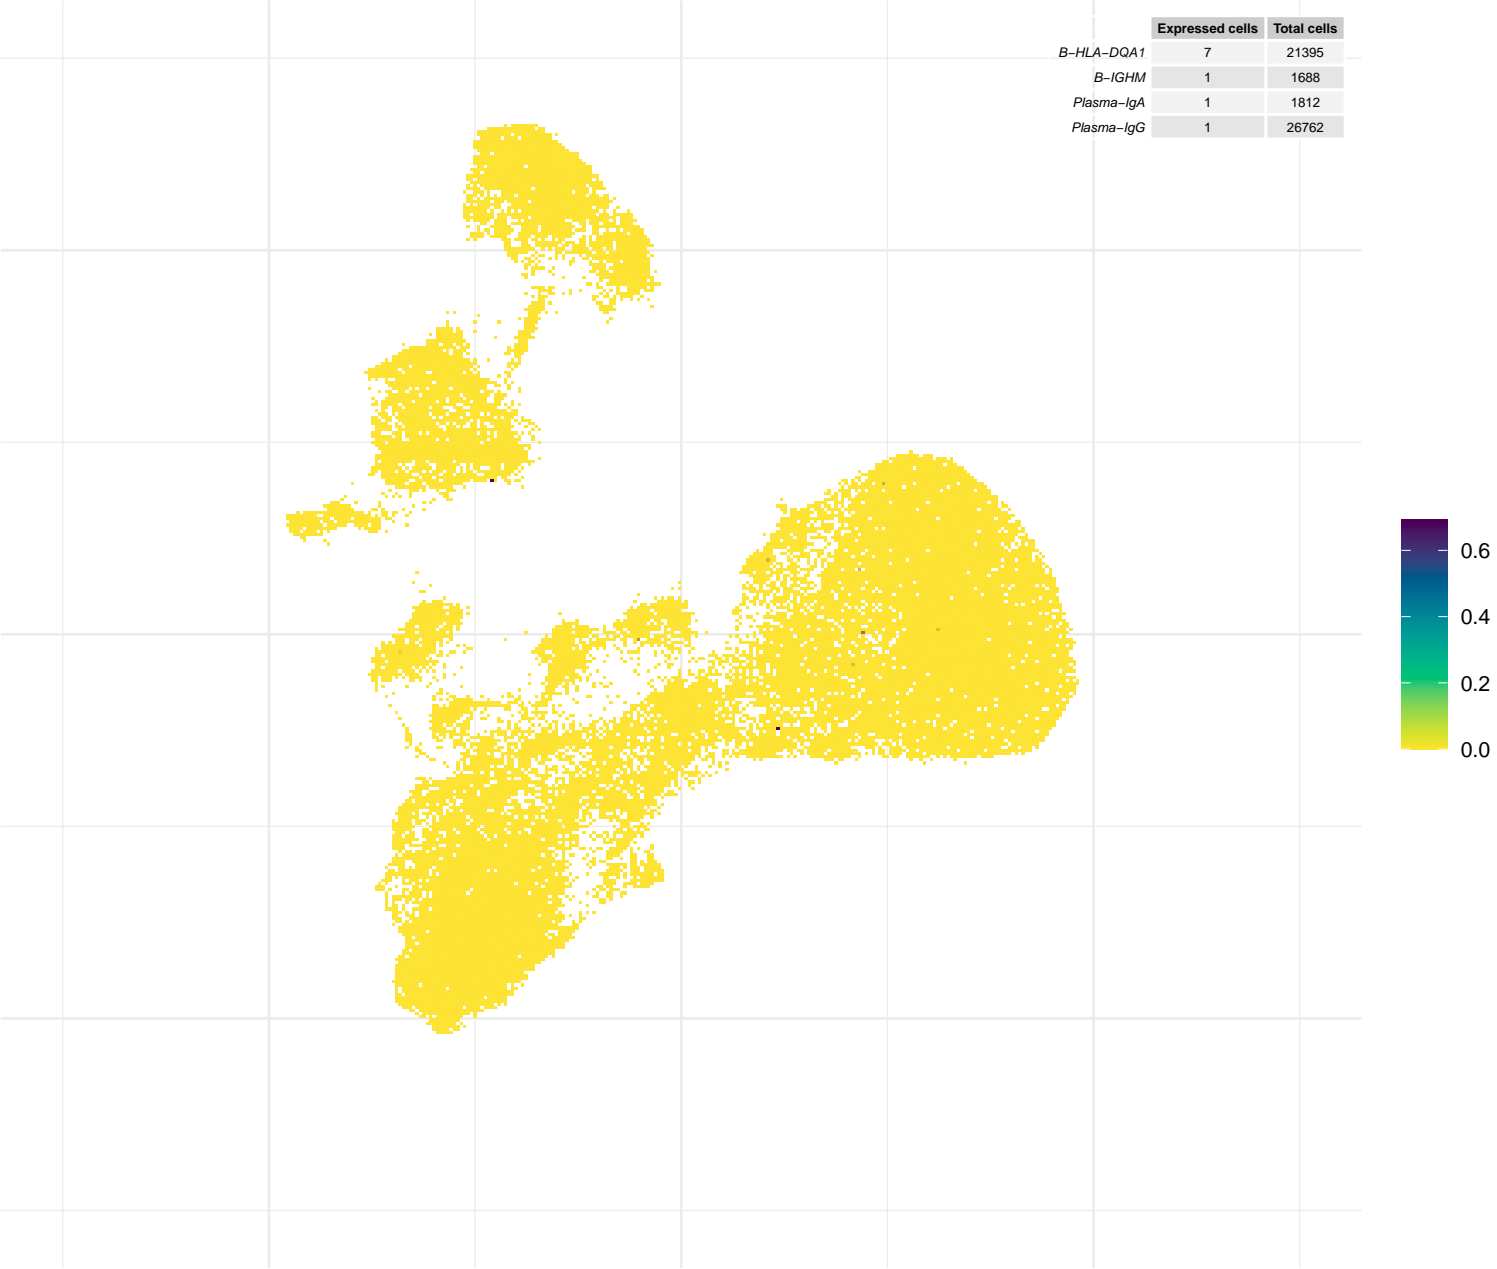 Expressed cells Total cells
B−HLA−DQA1 7 21395
B−IGHM 1 1688
Plasma−IgA 1 1812
Plasma−IgG 1 26762
0.6
0.4
0.2
0.0